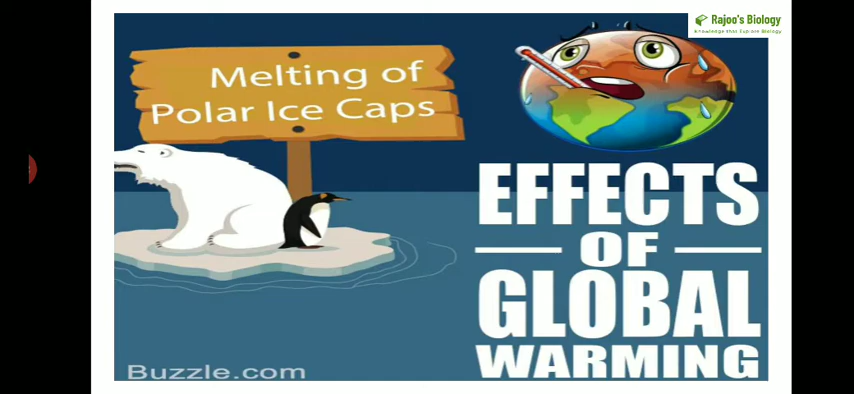 Rajoo's Biology
Melting of
Polar Ice Caps
EFFECTS
OF
GLOBAL
WARMING
Buzzle.com